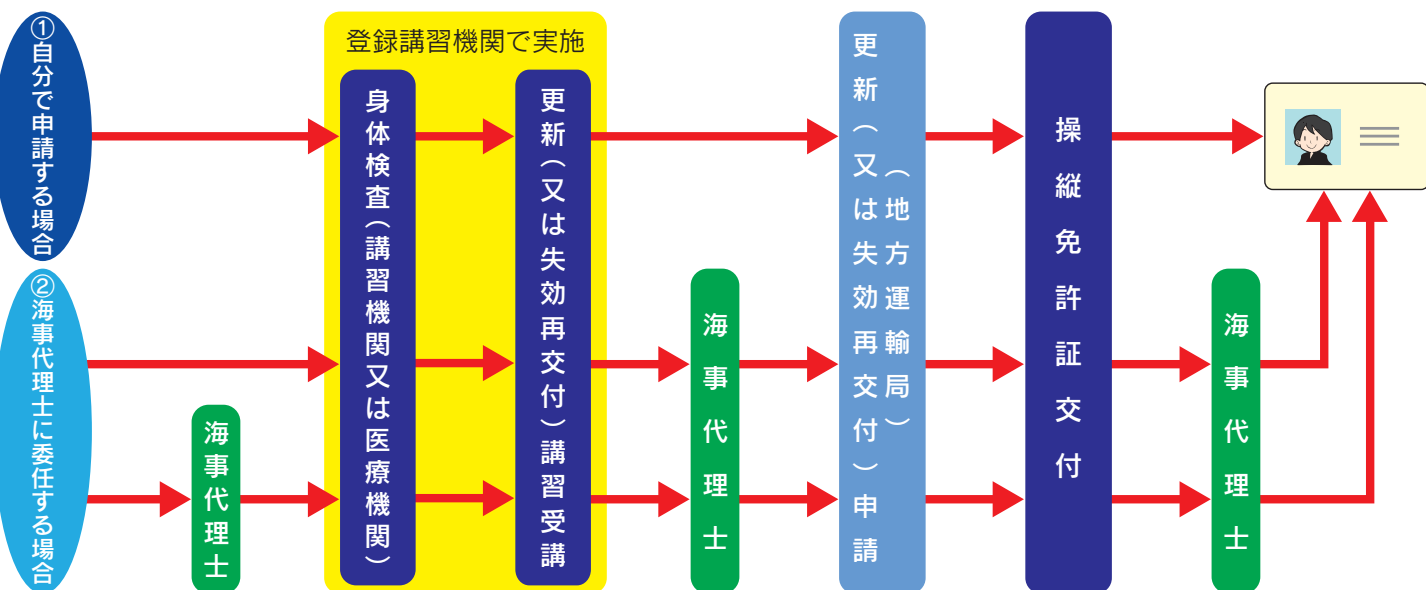 ①自分で申請する場合
②海事代理士に委任する場合
海事代理士
登録講習機関で実施
身体検査（講習機関又は医療機関）
更新（又は失効再交付）講習受講
海事代理士
更新（又は失効再交付）申請
（地方運輸局）
操縦免許証交付
海事代理士